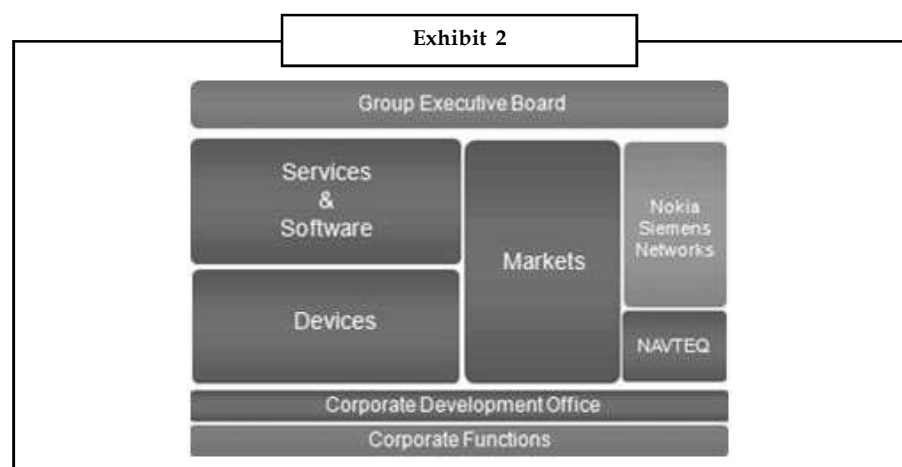 Exhibit 2
Group Executive Board
Services
&
Software
Devices
Markets
Nokia
Siemens
Networks
NAVTEQ
Corporate Development Office
Corporate Functions